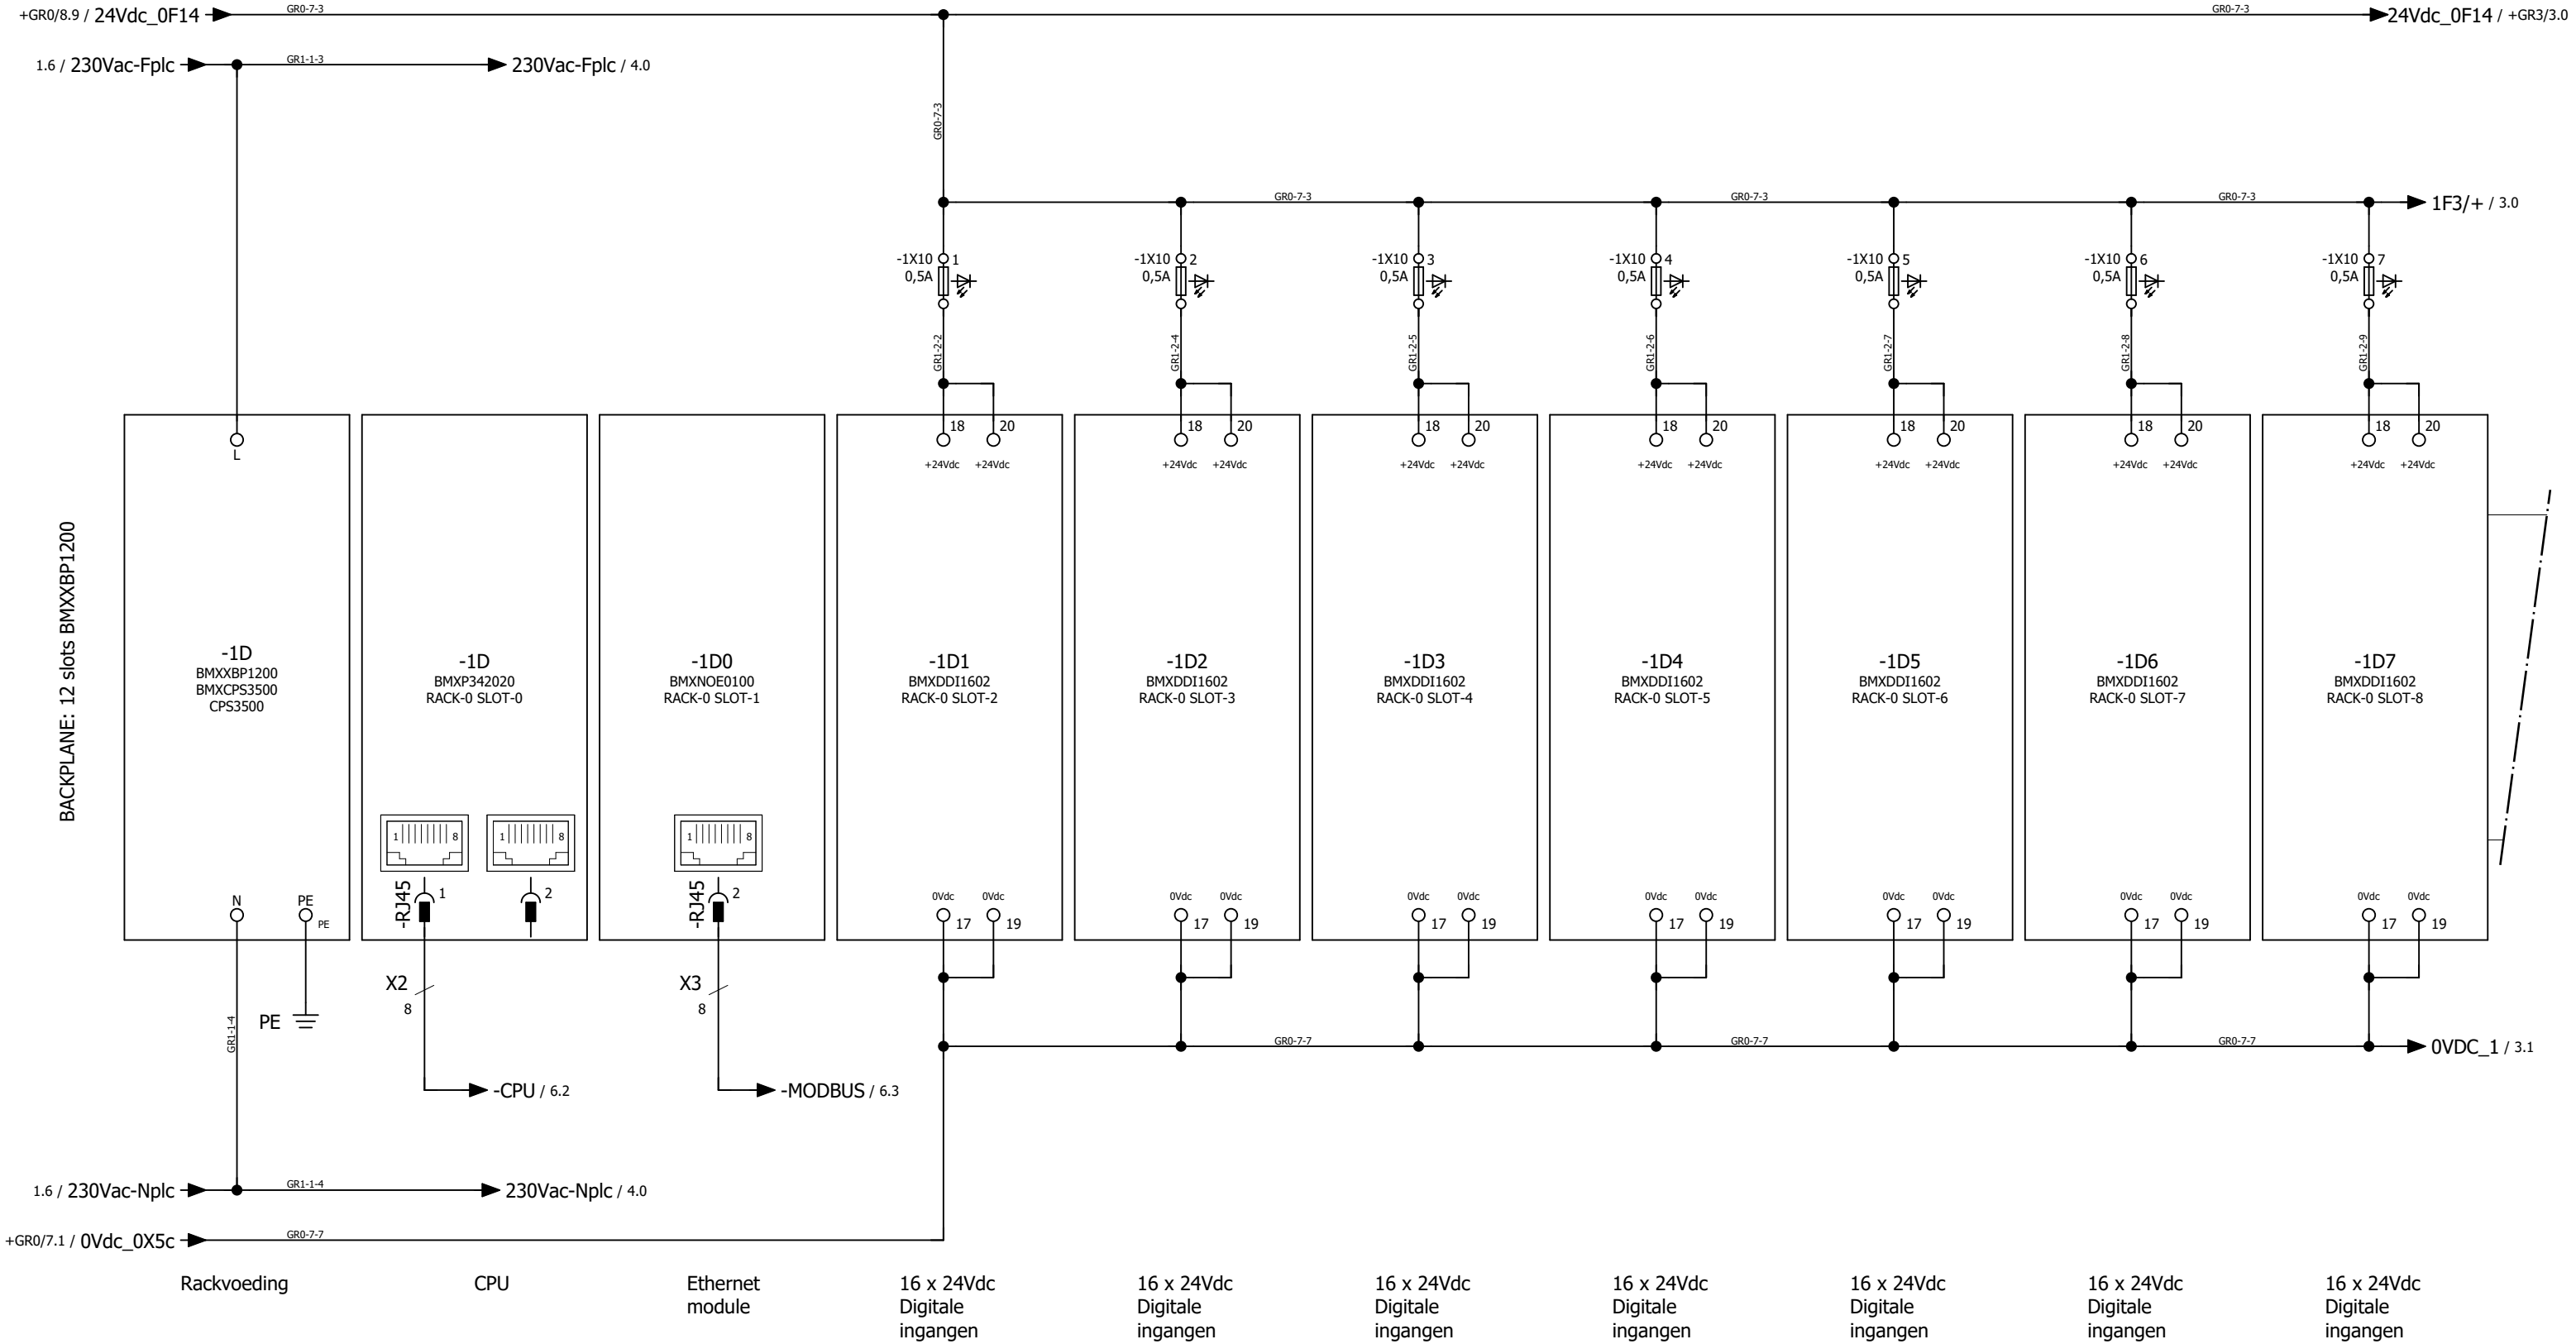 +GR0/8.9 / 24Vdc_0F14
GR0-7-3
GR0-7-3
24Vdc_0F14 / +GR3/3.0
1.6 / 230Vac-Fplc
GR1-1-3
230Vac-Fplc / 4.0
GR0-7-3
GR0-7-3
GR0-7-3
GR0-7-3
1F3/+ / 3.0
-1X10 1
0,5A
-1X10 2
0,5A
-1X10 3
0,5A
-1X10 4
0,5A
-1X10 5
0,5A
-1X10 6
0,5A
-1X10 7
0,5A
GR1-2-2
GR1-2-4
GR1-2-5
GR1-2-6
GR1-2-7
GR1-2-8
GR1-2-9
L
18 20
+24Vdc +24Vdc
18 20
+24Vdc +24Vdc
18 20
+24Vdc +24Vdc
18 20
+24Vdc +24Vdc
18 20
+24Vdc +24Vdc
18 20
+24Vdc +24Vdc
18 20
+24Vdc +24Vdc
BACKPLANE: 12 slots BMXXBP1200
-1D
BMXXBP1200
BMXCPS3500
CPS3500
-1D
BMXP342020
RACK-0 SLOT-0
-1D0
BMXNOE0100
RACK-0 SLOT-1
-1D1
BMXDDI1602
RACK-0 SLOT-2
-1D2
BMXDDI1602
RACK-0 SLOT-3
-1D3
BMXDDI1602
RACK-0 SLOT-4
-1D4
BMXDDI1602
RACK-0 SLOT-5
-1D5
BMXDDI1602
RACK-0 SLOT-6
-1D6
BMXDDI1602
RACK-0 SLOT-7
-1D7
BMXDDI1602
RACK-0 SLOT-8
1 8
1 8
1 8
N
PE
PE
-RJ45
1
2
-RJ45
2
0Vdc 0Vdc
17 19
0Vdc 0Vdc
17 19
0Vdc 0Vdc
17 19
0Vdc 0Vdc
17 19
0Vdc 0Vdc
17 19
0Vdc 0Vdc
17 19
0Vdc 0Vdc
17 19
X2
8
X3
8
PE
GR1-1-4
GR0-7-7
GR0-7-7
GR0-7-7
0VDC_1 / 3.1
-CPU / 6.2
-MODBUS / 6.3
1.6 / 230Vac-Nplc
GR1-1-4
230Vac-Nplc / 4.0
+GR0/7.1 / 0Vdc_0X5c
GR0-7-7
Rackvoeding
CPU
Ethernet
module
16 x 24Vdc
Digitale
ingangen
16 x 24Vdc
Digitale
ingangen
16 x 24Vdc
Digitale
ingangen
16 x 24Vdc
Digitale
ingangen
16 x 24Vdc
Digitale
ingangen
16 x 24Vdc
Digitale
ingangen
16 x 24Vdc
Digitale
ingangen